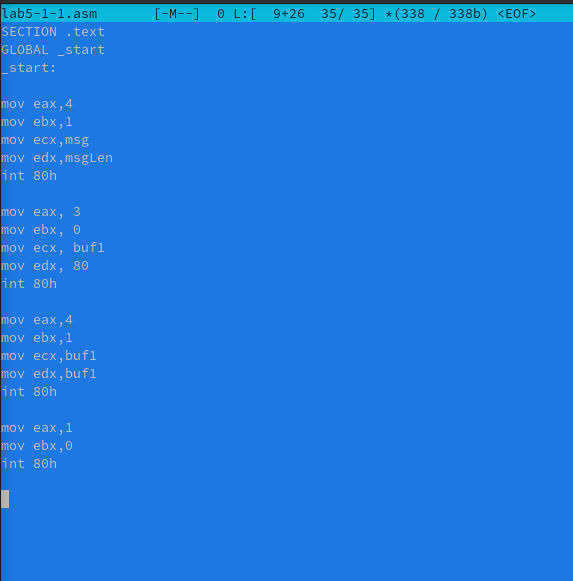 lab5-1-1.asm [-M--] 0 L:[ 9+26 35/ 35] *(338 / 338b) <EOF>
SECTION .text
GLOBAL _start
_start:
mov eax,4
mov ebx,1
mov ecx,msg
mov edx,msgLen
int 80h
mov eax, 3
mov ebx, 0
mov ecx, buf1
mov edx, 80
int 80h
mov eax,4
mov ebx,1
mov ecx,buf1
mov edx,buf1
int 80h
mov eax,1
mov ebx,0
int 80h